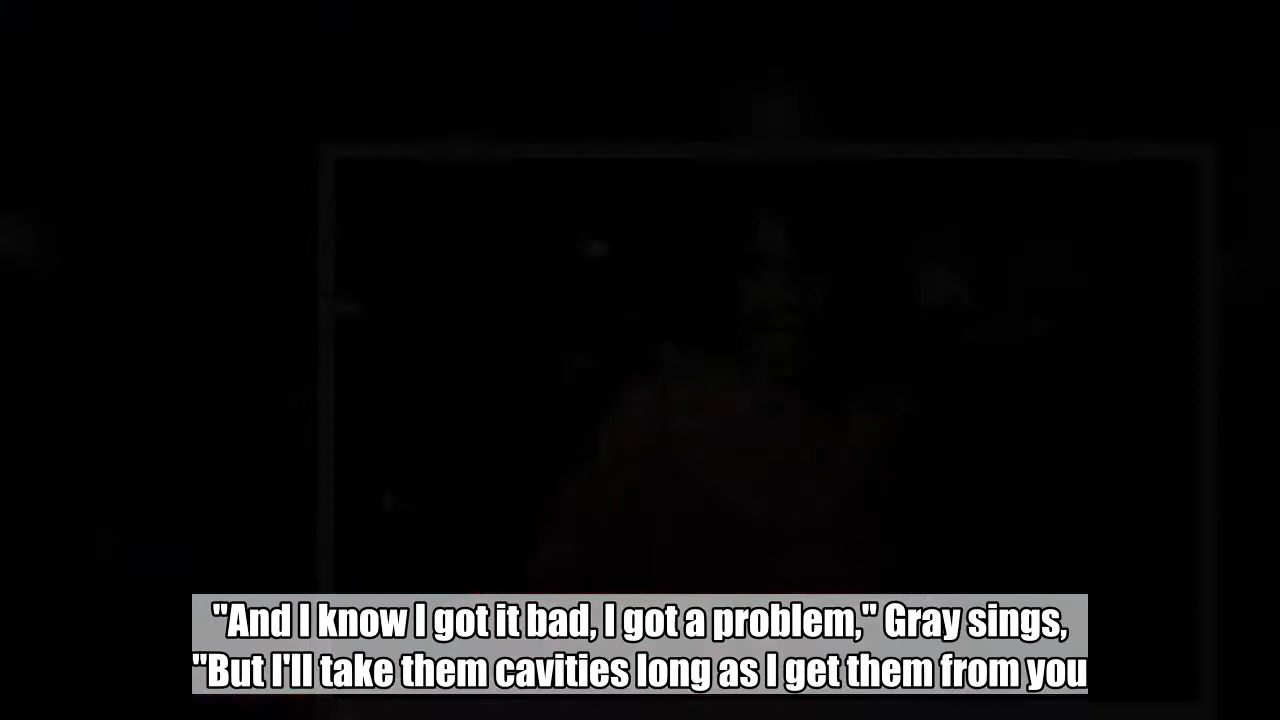 "And I know I got it bad, I got a problem," Gray sings,
"But I'll take them cavities long as I get them from you